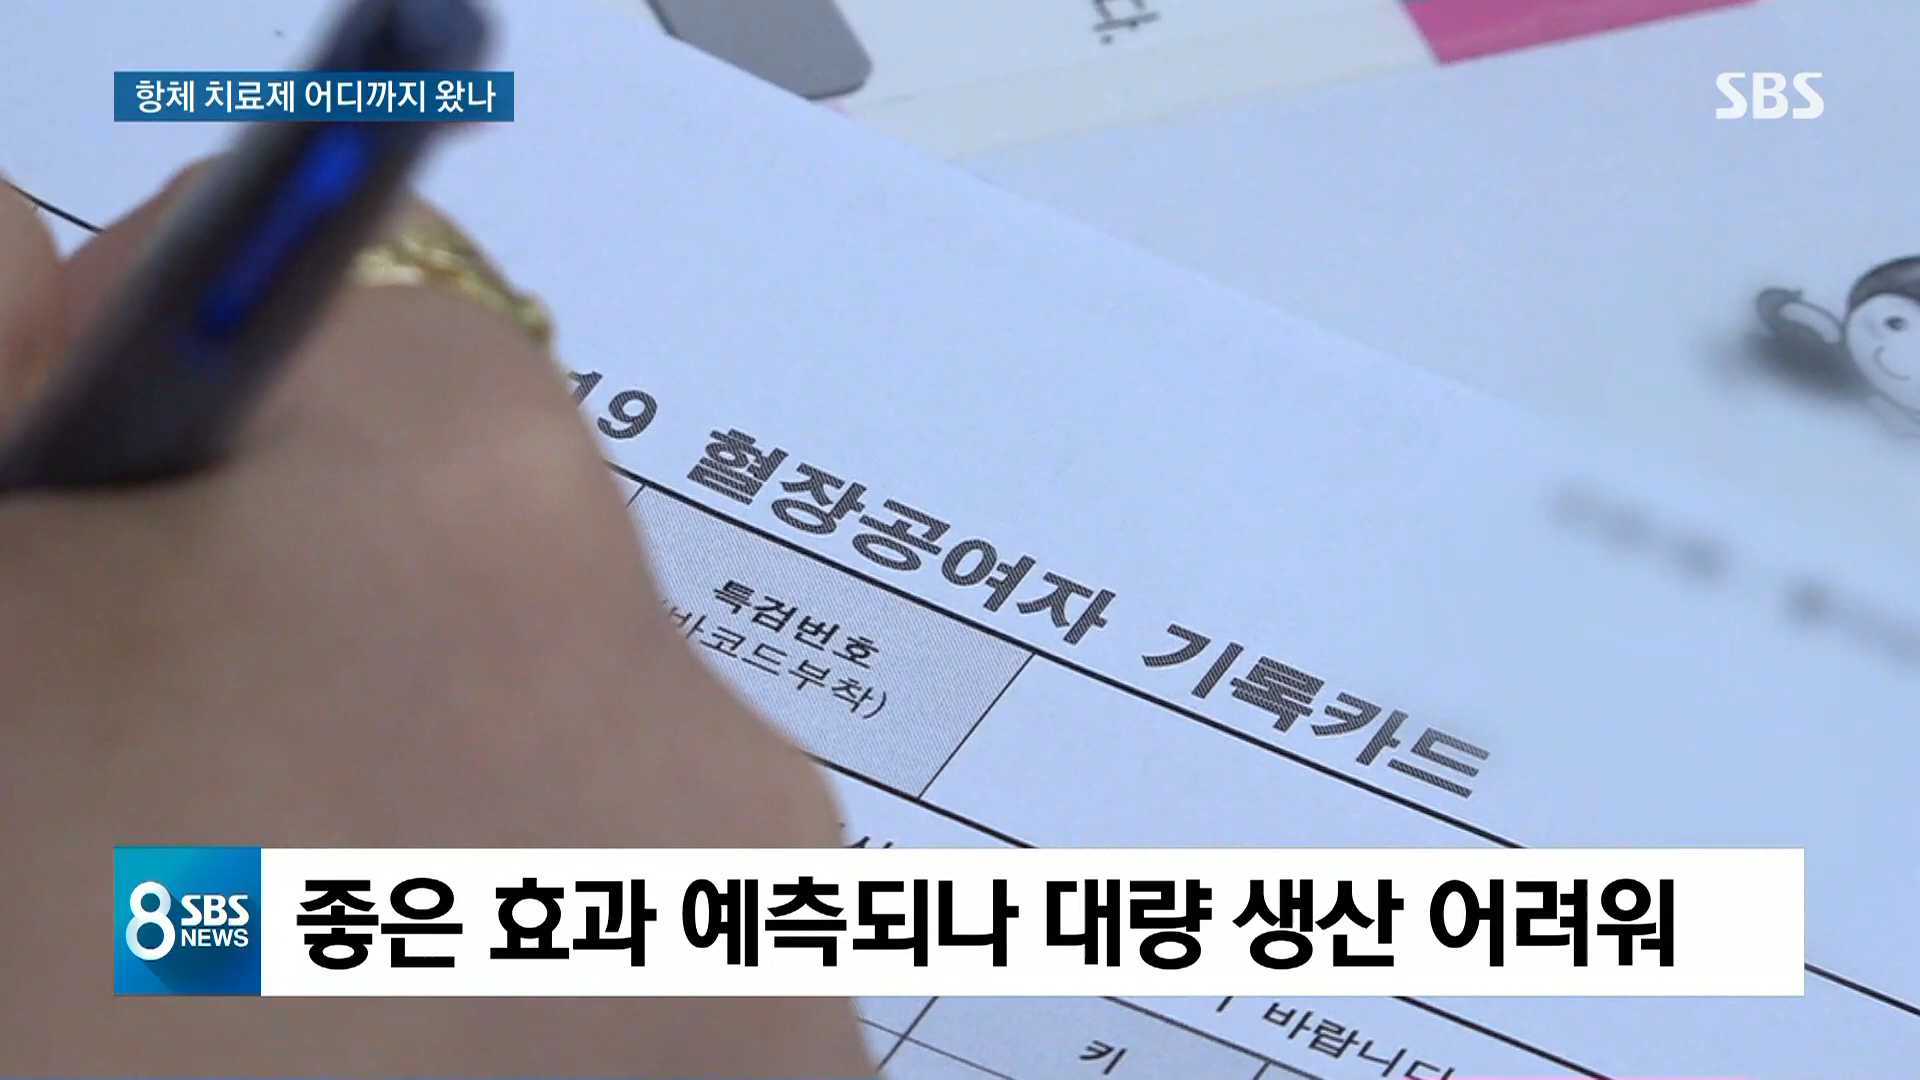 다.
항체 치료제 어디까지 왔나
SBS
19 혈장공여자 기록카드
특검번호
바코드부착)
8 SBS NEWS
좋은 효과 예측되나 대량 생산 어려워
바랍니다
키